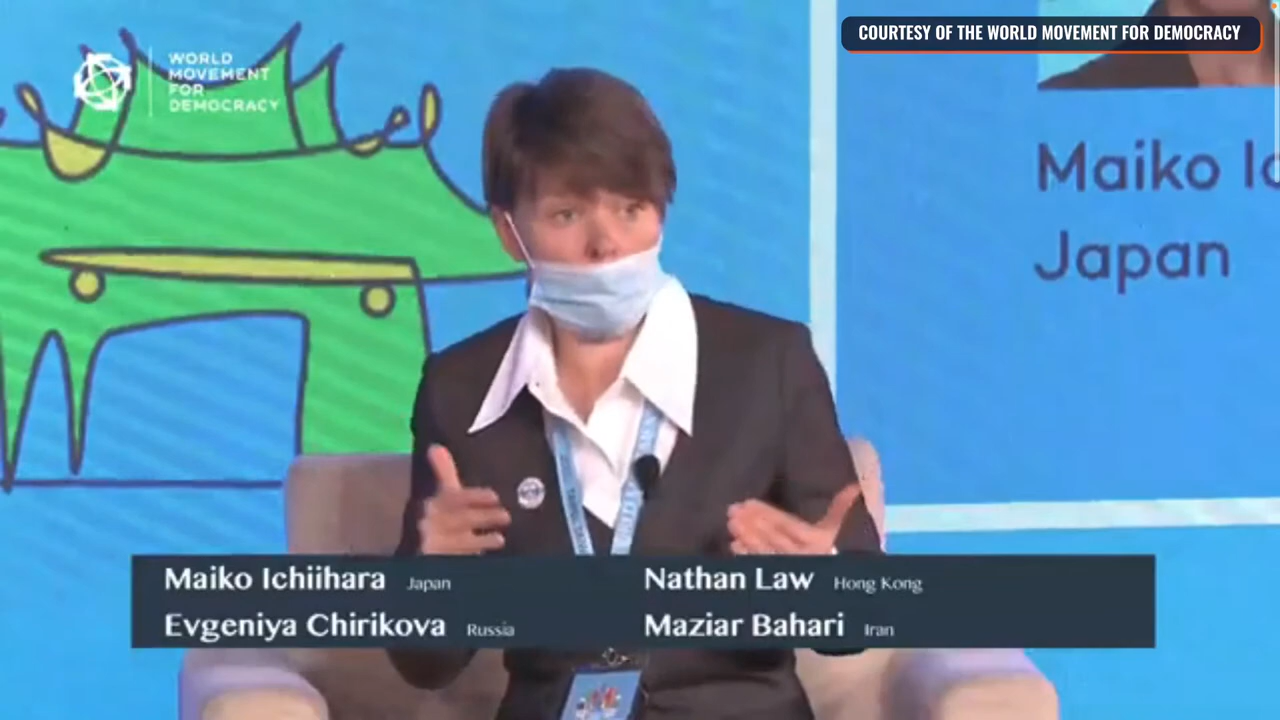 WORLD
MOVEMENT
FOR
DEMOCRACY
COURTESY OF THE WORLD MOVEMENT FOR DEMOCRACY
Maiko
Japan
Maiko Ichiihara Japan
Nathan Law Hong Kong
Evgeniya Chirikova Russia
Maziar Bahari Iran